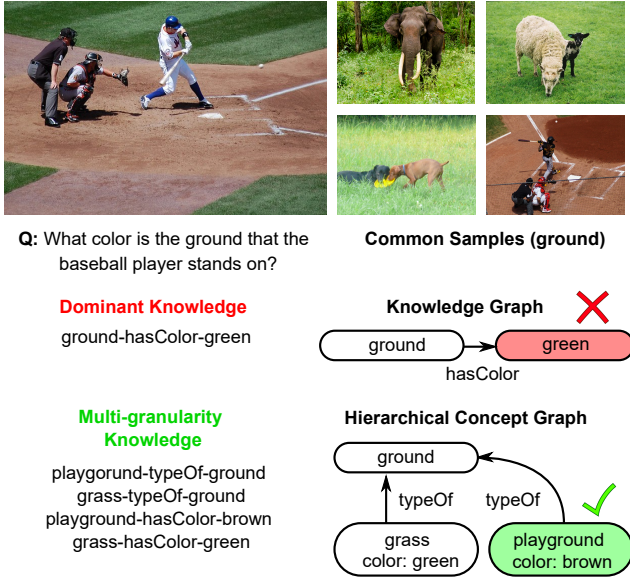 Q: What color is the ground that the
baseball player stands on?
Common Samples (ground)
Dominant Knowledge
ground-hasColor-green
Knowledge Graph
ground
green
hasColor
Multi-granularity
Knowledge
playgorund-typeOf-ground
grass-typeOf-ground
playground-hasColor-brown
grass-hasColor-green
Hierarchical Concept Graph
ground
typeOf
typeOf
grass
color: green
playground
color: brown